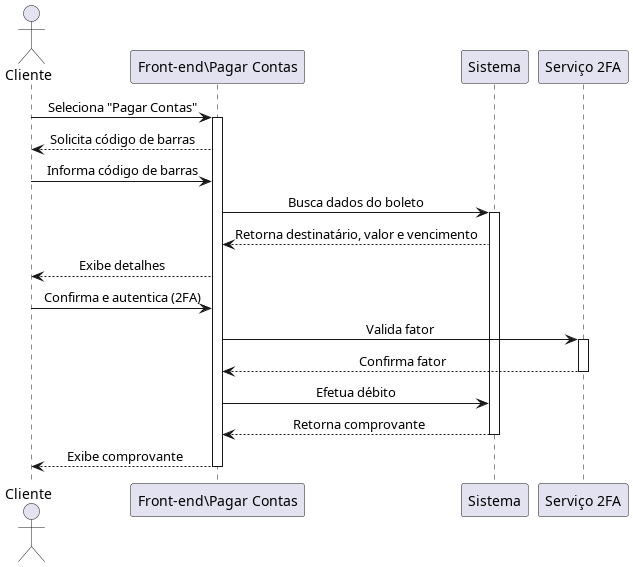 Cliente
Front-end\Pagar Contas
Sistema
Serviço 2FA
Seleciona "Pagar Contas"
Solicita código de barras
Informa código de barras
Busca dados do boleto
Retorna destinatário, valor e vencimento
Exibe detalhes
Confirma e autentica (2FA)
Valida fator
Confirma fator
Efetua débito
Retorna comprovante
Exibe comprovante
Cliente
Front-end\Pagar Contas
Sistema
Serviço 2FA